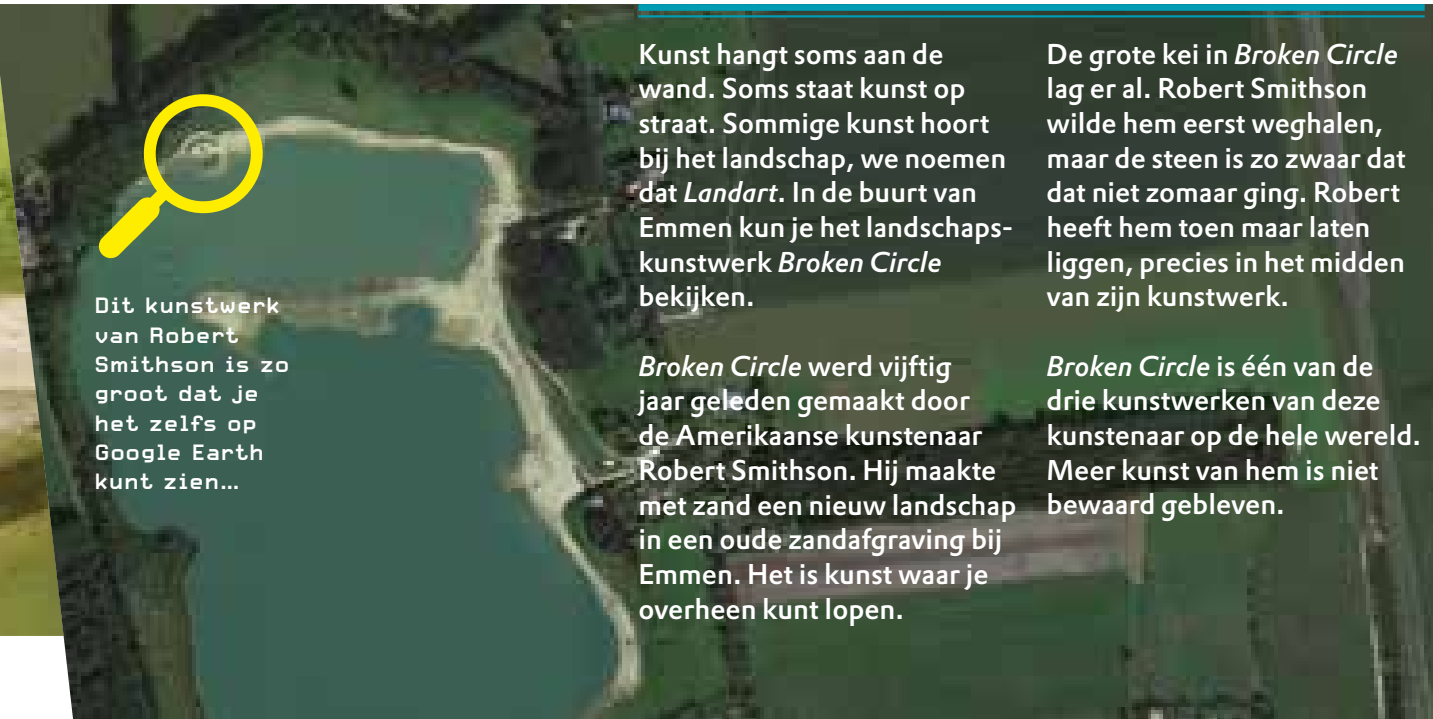 Dit kunstwerk
van Robert
Smithson is zo
groot dat je
het zelfs op
Google Earth
kunt zien...
Kunst hangt soms aan de
wand. Soms staat kunst op
straat. Sommige kunst hoort
bij het landschap, we noemen
dat Landart. In de buurt van
Emmen kun je het landschaps-
kunstwerk Broken Circle
bekijken.
Broken Circle werd vijftig
jaar geleden gemaakt door
de Amerikaanse kunstenaar
Robert Smithson. Hij maakte
met zand een nieuw landschap
in een oude zandafgraving bij
Emmen. Het is kunst waar je
overheen kunt lopen.
De grote kei in Broken Circle
lag er al. Robert Smithson
wilde hem eerst weghalen,
maar de steen is zo zwaar dat
dat niet zomaar ging. Robert
heeft hem toen maar laten
liggen, precies in het midden
van zijn kunstwerk.
Broken Circle is één van de
drie kunstwerken van deze
kunstenaar op de hele wereld.
Meer kunst van hem is niet
bewaard gebleven.